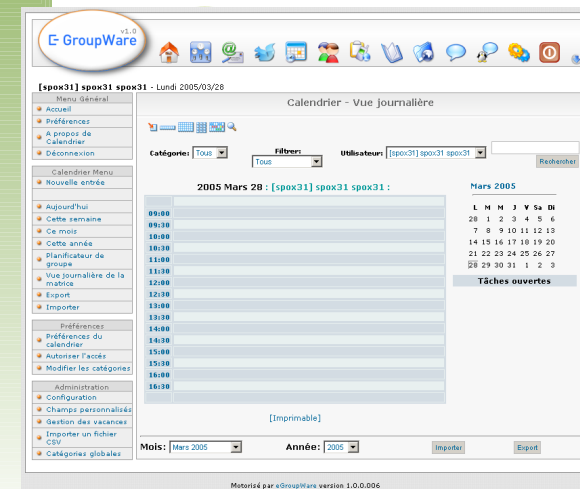 v1.0
E- GroupWare
[spox31] spox31 spox31 - Lundi 2005/03/28
Menu Général
Accueil
Préférences
A propos de
Calendrier
Déconnexion
Calendrier Menu
Nouvelle entrée
Aujourd'hui
Cette semaine
Ce mois
Cette année
Planificateur de
groupe
Vue journalière de la
matrice
Export
Importer
Préférences
Préférences du
calendrier
Autoriser l'accès
Modifier les catégories
Administration
Configuration
Champs personnalisés
Gestion des vacances
Importer un fichier
CSV
Catégories globales
Calendrier - Vue journalière
Catégorie: Tous
Filtrer:
Tous
Utilisateur: [spox31] spox31 spox31
Rechercher
2005 Mars 28 : [spox31] spox31 spox31 :
09:00
09:30
10:00
10:30
11:00
11:30
12:00
12:30
13:00
13:30
14:00
14:30
15:00
15:30
16:00
16:30
[Imprimable]
Mars 2005
L M M J V Sa Di
28 1 2 3 4 5 6
7 8 9 10 11 12 13
14 15 16 17 18 19 20
21 22 23 24 25 26 27
28 29 30 31 1 2 3
Tâches ouvertes
Mois: Mars 2005 Année: 2005 Importer Export
Motorisé par eGroupWare version 1.0.0.006